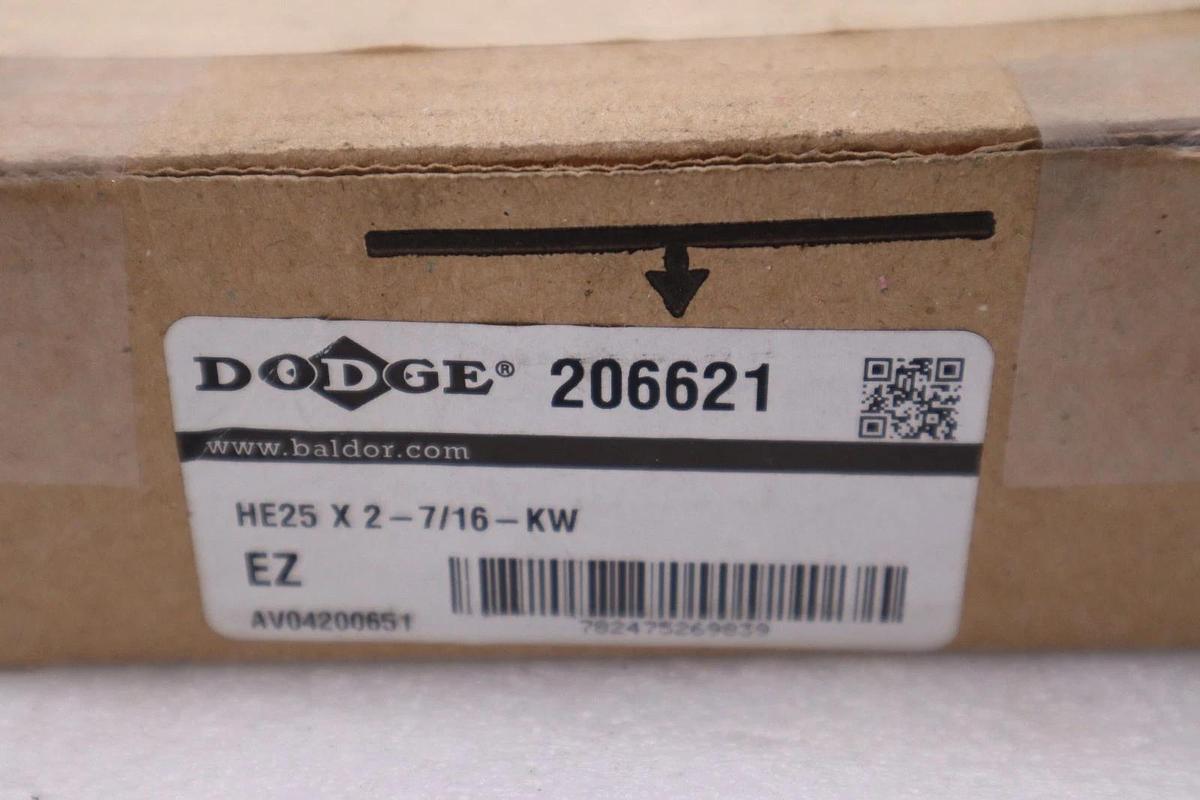 DODGE® 206621
www.baldor.com
HE25 X 2-7/16-KW
EZ
AV04200651
782475269839